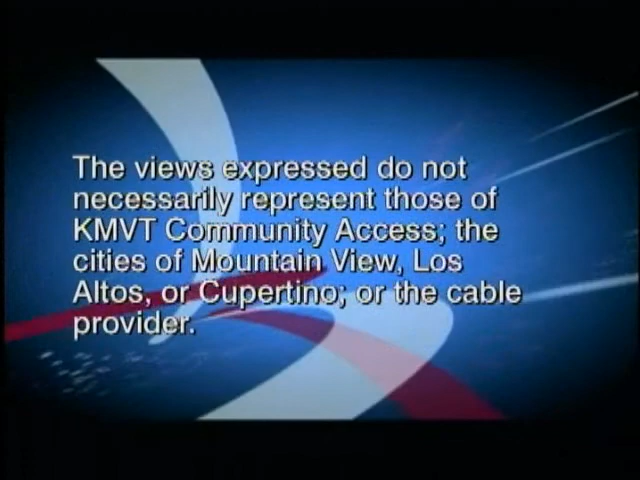 The views expressed do not
necessarily represent those of
KMVT Community Access; the
cities of Mountain View, Los
Altos, or Cupertino; or the cable
provider.